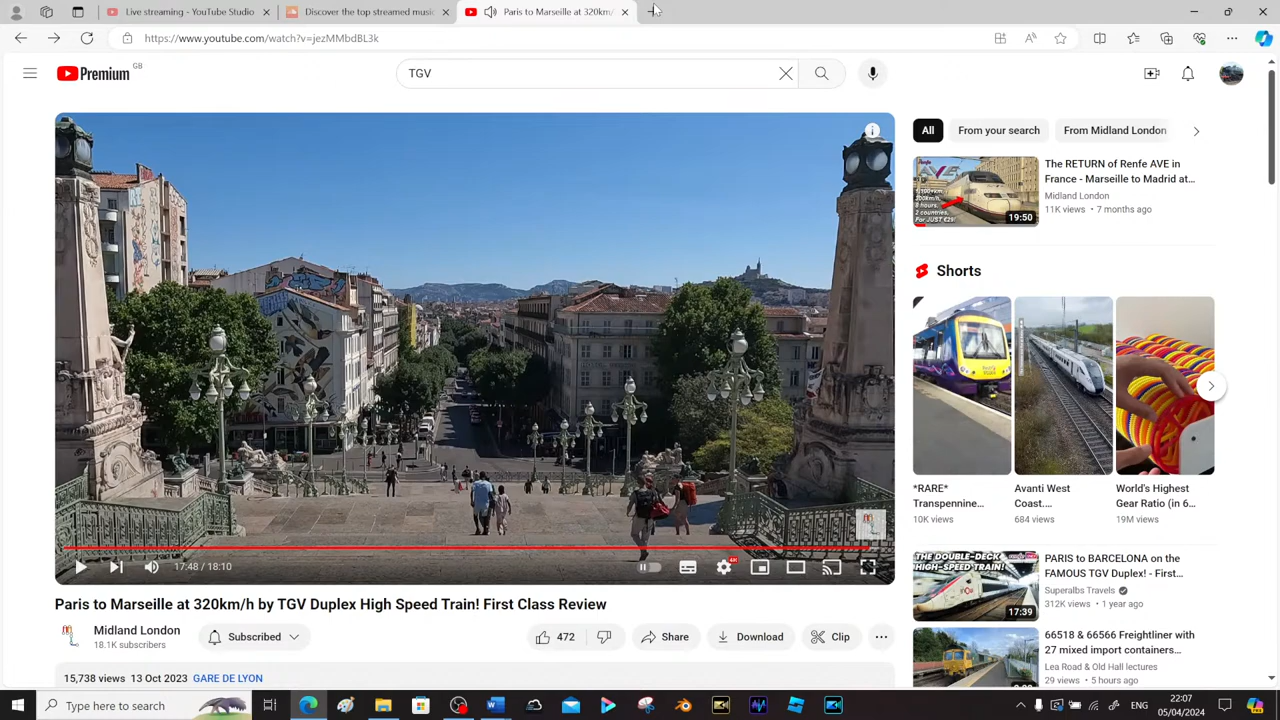 Live streaming - YouTube Music
Discover the top streamed music
Paris to Marseille at 320km/
https://www.youtube.com/watch?v=jezMMbdBL3k
Premium GB
TGV
All
From your search
From Midland London
The RETURN of Renfe AVE in
France - Marseille to Madrid at...
Midland London
11K views • 7 months ago
19:50
Shorts
*RARE*
Transpennine...
10K views
Avanti West
Coast....
684 views
World's Highest
Gear Ratio (in 6...
19M views
17:48 / 18:10
THE DOUBLE-DECK
HIGH-SPEED TRAIN!
17:39
PARIS to BARCELONA on the
FAMOUS TGV Duplex! - First...
Superalbs Travels
312K views • 1 year ago
Paris to Marseille at 320km/h by TGV Duplex High Speed Train! First Class Review
Midland London
18.1K subscribers
Subscribed
472
Share
Download
Clip
66518 & 66566 Freightliner with
27 mixed import containers...
Lea Road & Old Hall lectures
29 views • 5 hours ago
15,738 views 13 Oct 2023 GARE DE LYON
Type here to search
ENG
22:07
05/04/2024